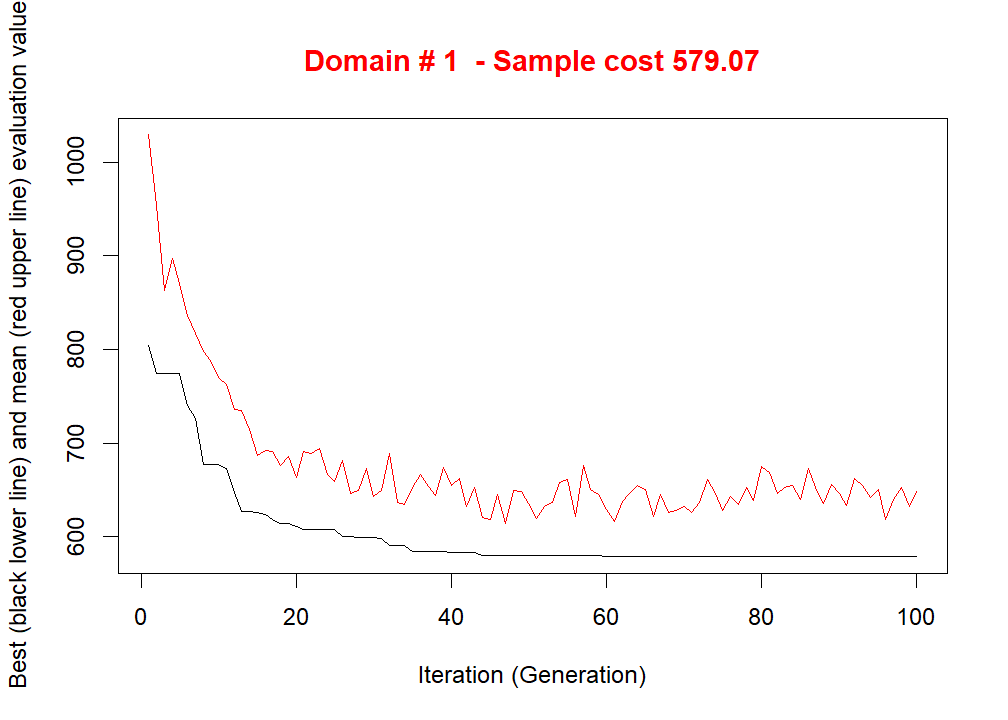 Domain # 1  - Sample cost 579.07
Best (black lower line) and mean (red upper line) evaluation value
1000
900
800
700
600
0 20 40 60 80 100
Iteration (Generation)